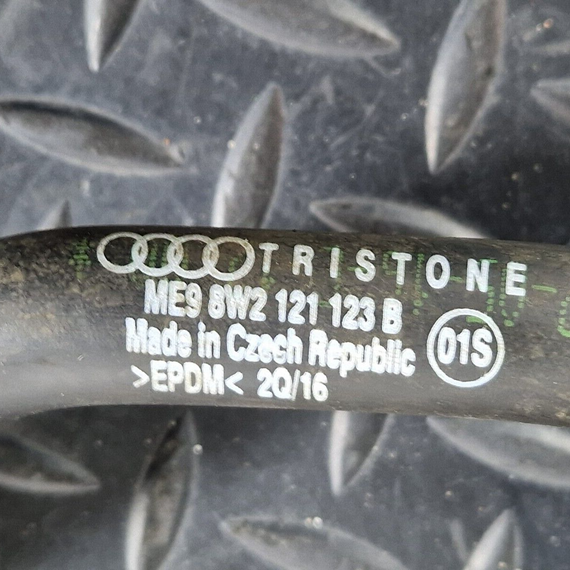 TRISTONE
ME9 8W2 121 123 B
Made in Czech Republic
01S
>EPDM< 2Q/16